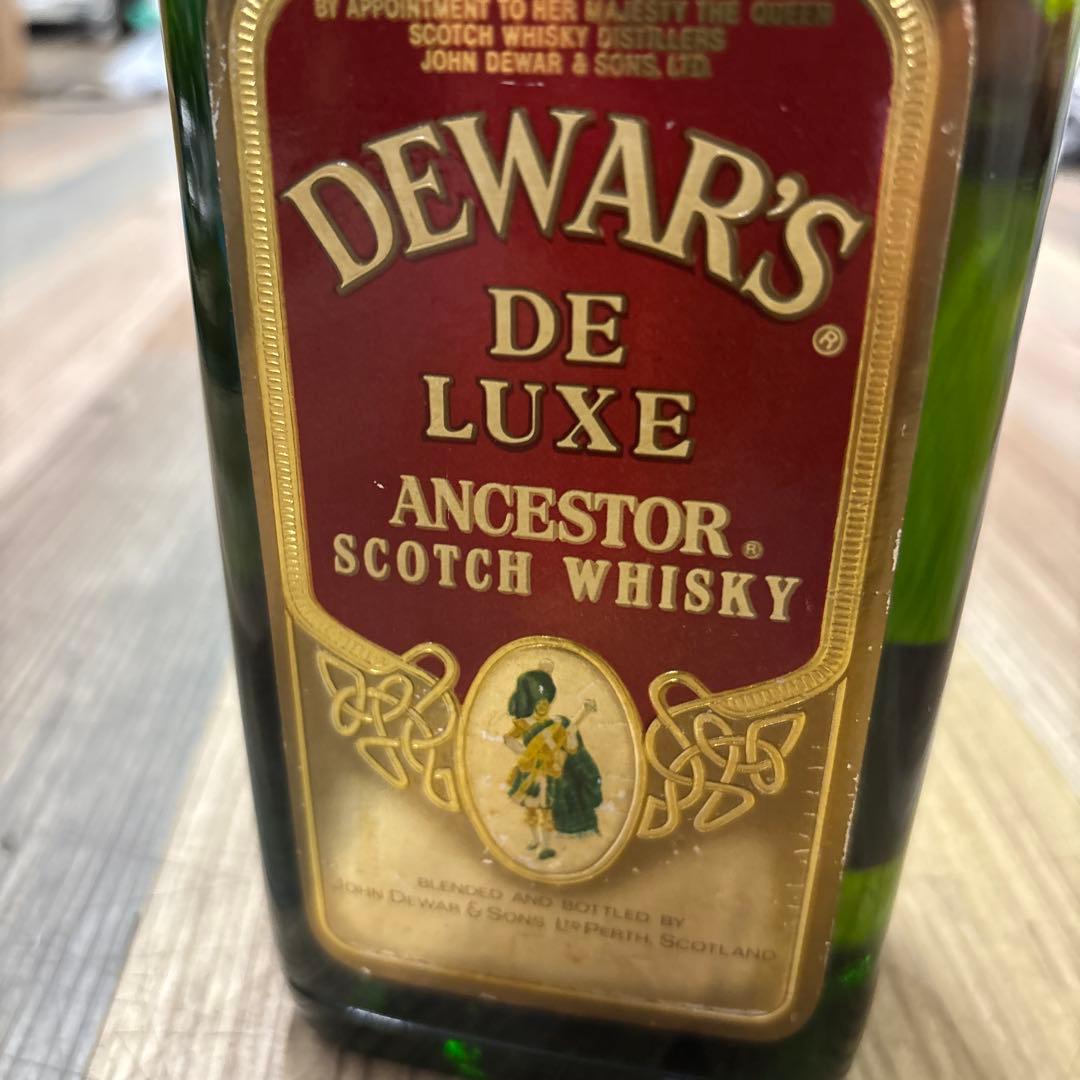 BY APPOINTMENT TO HER MAJESTY THE QUEEN
SCOTCH WHISKY DISTILLERS
JOHN DEWAR & SONS, LTD.
DEWAR'S
®
DE
LUXE
ANCESTOR ®
SCOTCH WHISKY
BLENDED AND BOTTLED BY
JOHN DEWAR & SONS LTD PERTH, SCOTLAND